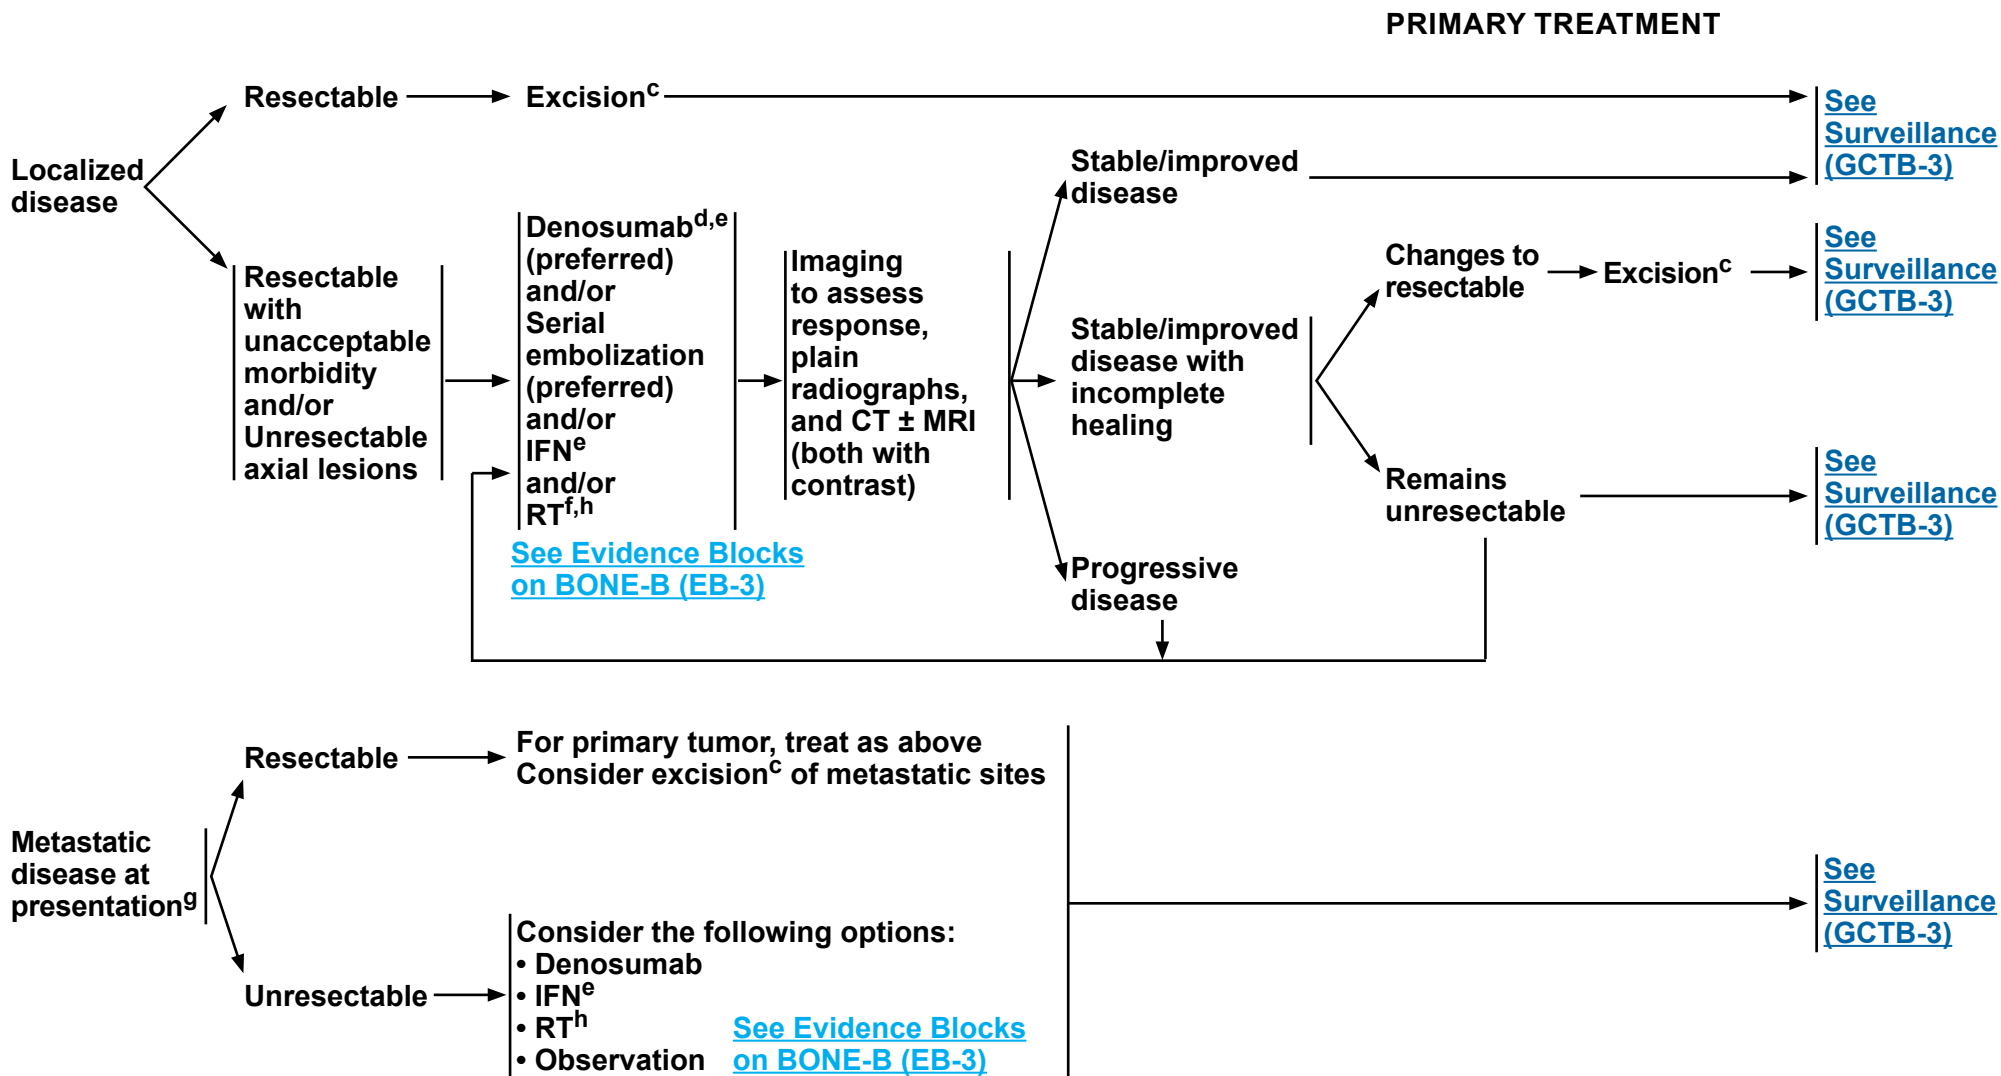 PRIMARY TREATMENT
Localized
disease
Resectable
Excisionc
See
Surveillance
(GCTB-3)
Resectable
with
unacceptable
morbidity
and/or
Unresectable
axial lesions
Denosumabd,e
(preferred)
and/or
Serial
embolization
(preferred)
and/or
IFNe
and/or
RTf,h
See Evidence Blocks
on BONE-B (EB-3)
Imaging
to assess
response,
plain
radiographs,
and CT ± MRI
(both with
contrast)
Stable/improved
disease
Stable/improved
disease with
incomplete
healing
Changes to
resectable
Excisionc
See
Surveillance
(GCTB-3)
Remains
unresectable
See
Surveillance
(GCTB-3)
Progressive
disease
Metastatic
disease at
presentationg
Resectable
For primary tumor, treat as above
Consider excisionc of metastatic sites
Unresectable
Consider the following options:
• Denosumab
• IFNe
• RTh
• Observation
See Evidence Blocks
on BONE-B (EB-3)
See
Surveillance
(GCTB-3)